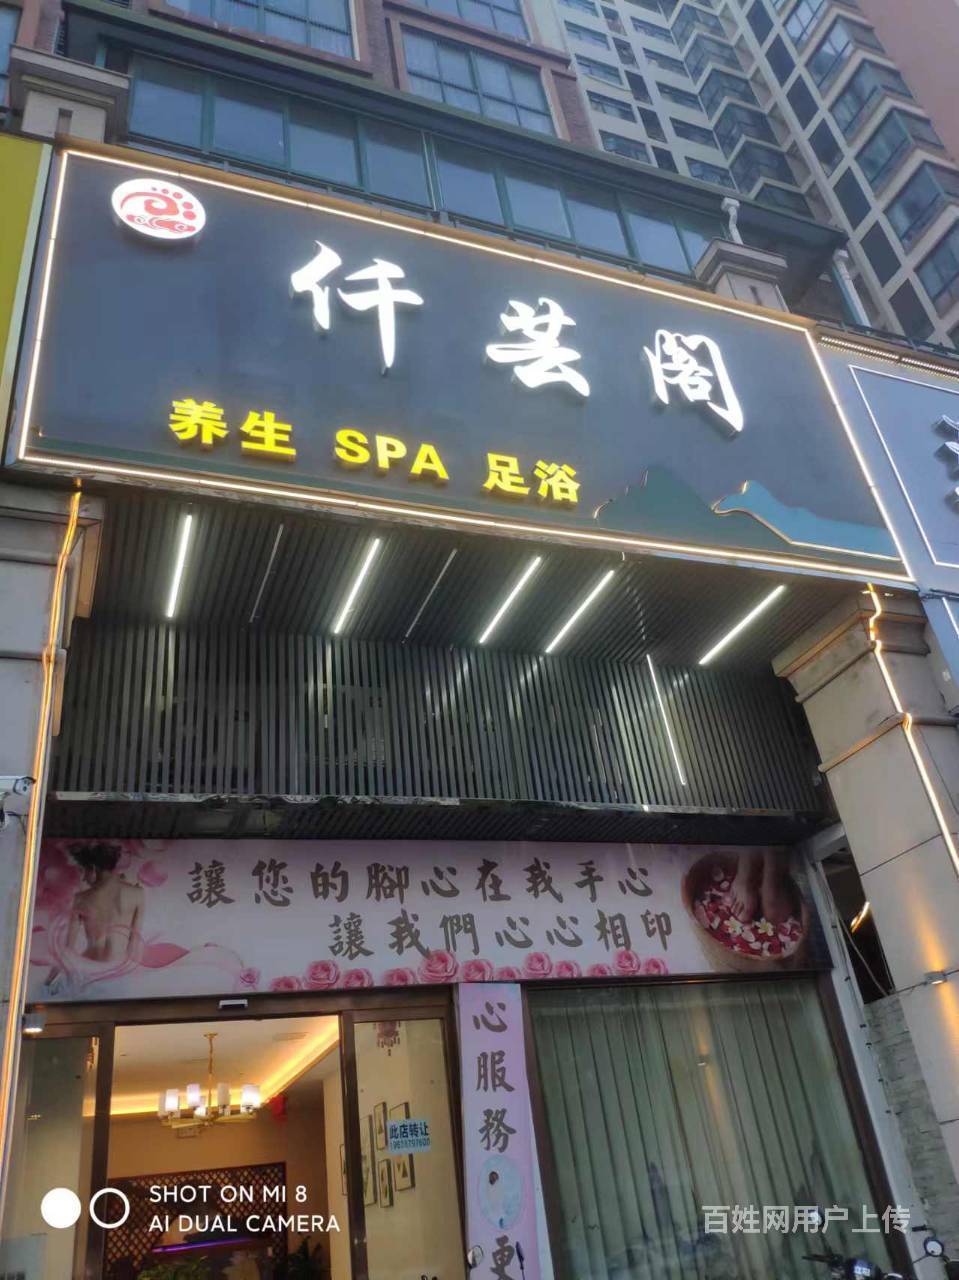 仟芸阁
养生 SPA 足浴
讓您的腳心在我手心
讓我們心心相印
心服務
更
此店转让
SHOT ON MI 8
AI DUAL CAMERA
百姓网用户上传